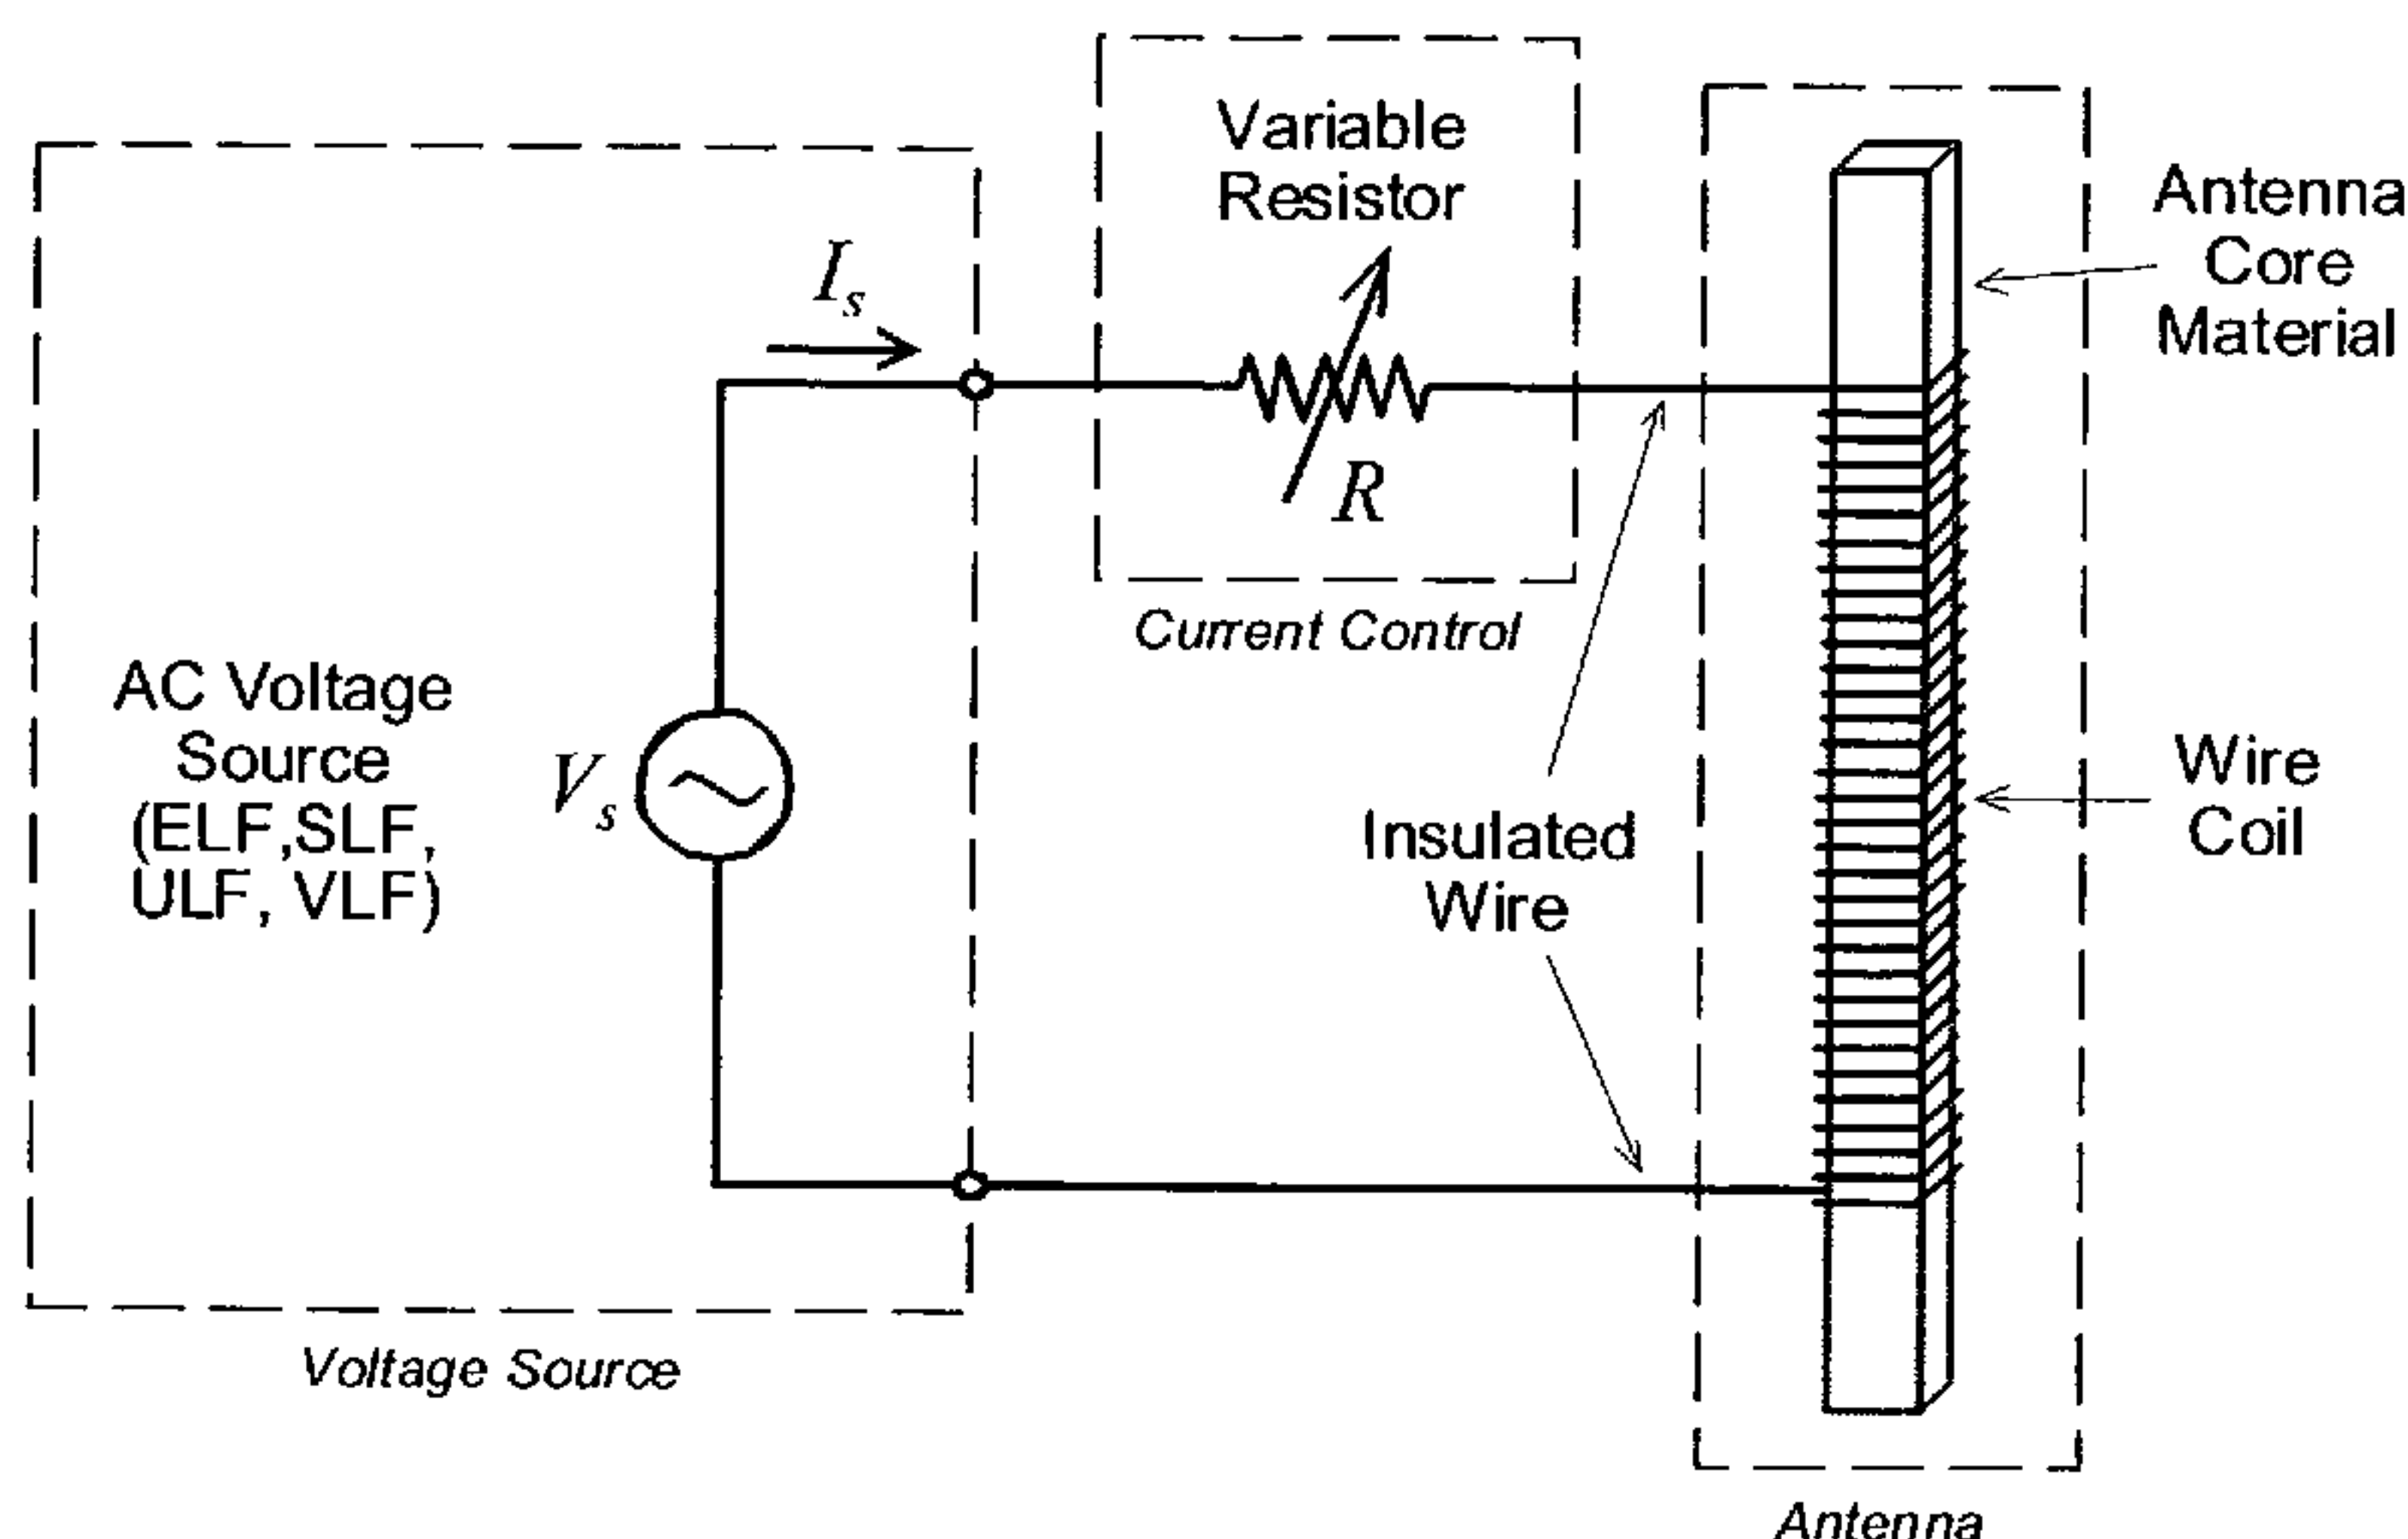 Variable
Resistor
I_s
R
Current Control
Antenna
Core
Material
AC Voltage
Source
(ELF,SLF,
ULF, VLF)
V_s
Insulated
Wire
Wire
Coil
Voltage Source
Antenna